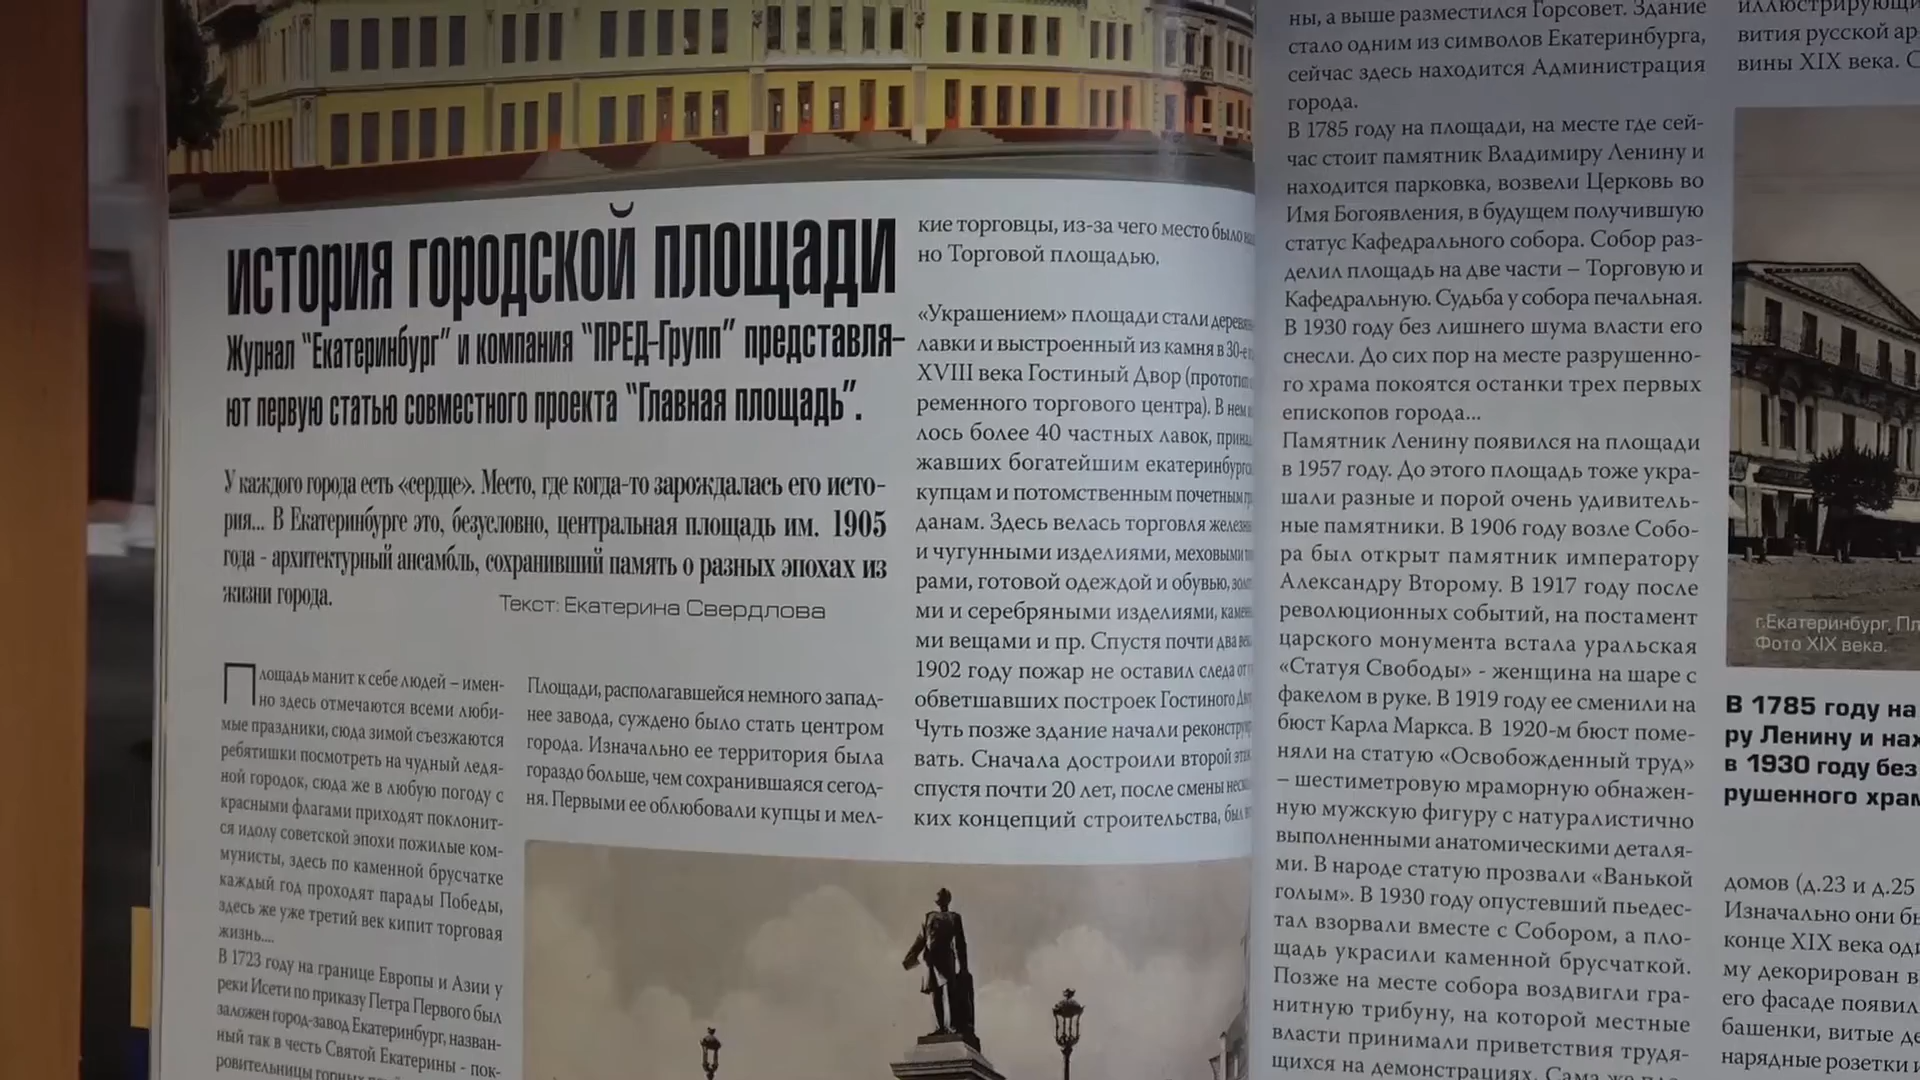 ИСТОРИЯ ГОРОДСКОЙ ПЛОЩАДИ
Журнал "Екатеринбург" и компания "ПРЕД-Групп" представля-
ют первую статью совместного проекта "Главная площадь".
У каждого города есть «сердце». Место, где когда-то зарождалась его исто-
рия... В Екатеринбурге это, безусловно, центральная площадь им. 1905
года - архитектурный ансамбль, сохранивший память о разных эпохах из
жизни города.
Текст: Екатерина Свердлова
Площадь манит к себе людей – имен-
но здесь отмечаются всеми люби-
мые праздники, сюда зимой съезжаются
ребятишки посмотреть на чудный ледя-
ной городок, сюда же в любую погоду с
красными флагами приходят поклонит-
ся идолу советской эпохи пожилые ком-
мунисты, здесь по каменной брусчатке
каждый год проходят парады Победы,
здесь же уже третий век кипит торговая
жизнь....
В 1723 году на границе Европы и Азии у
реки Исети по приказу Петра Первого был
заложен город-завод Екатеринбург, назван-
ный так в честь Святой Екатерины - пок-
ровительницы
Площади, располагавшейся немного запад-
нее завода, суждено было стать центром
города. Изначально ее территория была
гораздо больше, чем сохранившаяся сегод-
ня. Первыми ее облюбовали купцы и мел-
кие торговцы, из-за чего место было
но Торговой площадью.
«Украшением» площади стали
лавки и выстроенный из камня в 30-е
XVIII века Гостиный Двор (прототип
ременного торгового центра). В нем
лось более 40 частных лавок,
жавших богатейшим
купцам и потомственным почетным
данам. Здесь велась торговля
и чугунными изделиями, меховыми
рами, готовой одеждой и обувью,
ми и серебряными изделиями,
ми вещами и пр. Спустя почти два
1902 году пожар не оставил следа от
обветшавших построек Гостиного
Чуть позже здание начали
вать. Сначала достроили второй
спустя почти 20 лет, после смены
ких концепций строительства, был
ны, а выше разместился Горсовет. Здание
стало одним из символов Екатеринбурга,
сейчас здесь находится Администрация
города.
В 1785 году на площади, на месте где сей-
час стоит памятник Владимиру Ленину и
находится парковка, возвели Церковь во
Имя Богоявления, в будущем получившую
статус Кафедрального собора. Собор раз-
делил площадь на две части – Торговую и
Кафедральную. Судьба у собора печальная.
В 1930 году без лишнего шума власти его
снесли. До сих пор на месте разрушенно-
го храма покоятся останки трех первых
епископов города...
Памятник Ленину появился на площади
в 1957 году. До этого площадь тоже укра-
шали разные и порой очень удивитель-
ные памятники. В 1906 году возле Собо-
ра был открыт памятник императору
Александру Второму. В 1917 году после
революционных событий, на постамент
царского монумента встала уральская
«Статуя Свободы» - женщина на шаре с
факелом в руке. В 1919 году ее сменили на
бюст Карла Маркса. В 1920-м бюст поме-
няли на статую «Освобожденный труд»
– шестиметровую мраморную обнажен-
ную мужскую фигуру с натуралистично
выполненными анатомическими деталя-
ми. В народе статую прозвали «Ванькой
голым». В 1930 году опустевший пьедес-
тал взорвали вместе с Собором, а пло-
щадь украсили каменной брусчаткой.
Позже на месте собора воздвигли гра-
нитную трибуну, на которой местные
власти принимали приветствия трудя-
щихся на демонстрациях.
вития русской ар
вины XIX века. С
г.Екатеринбург. Пл
Фото XIX века.
В 1785 году на
ру Ленину и нах
в 1930 году без
рушенного храм
домов (д.23 и д.25
Изначально они бы
конце XIX века оди
му декорирован в
его фасаде появил
башенки, витые де
нарядные розетки и